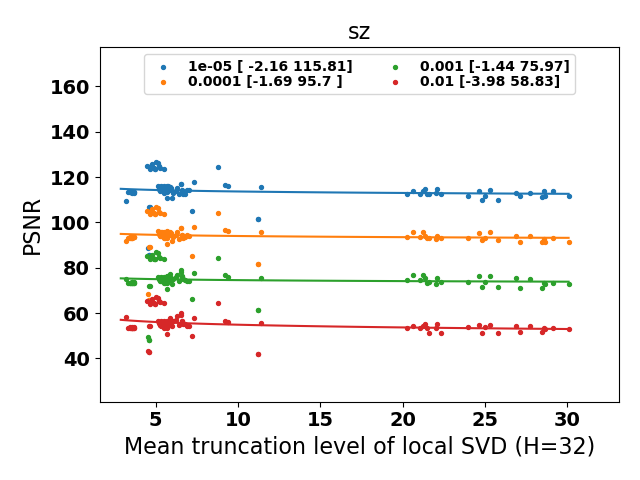 sz
1e-05 [ -2.16 115.81]
0.0001 [-1.69 95.7 ]
0.001 [-1.44 75.97]
0.01 [-3.98 58.83]
PSNR
160
140
120
100
80
60
40
5 10 15 20 25 30
Mean truncation level of local SVD (H=32)